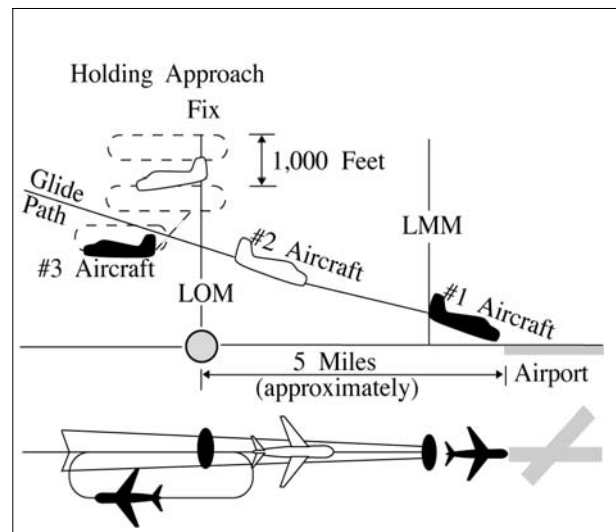 Holding Approach
Fix
1,000 Feet
Glide
Path
#2 Aircraft
LMM
#3 Aircraft
LOM
#1 Aircraft
5 Miles
(approximately)
Airport